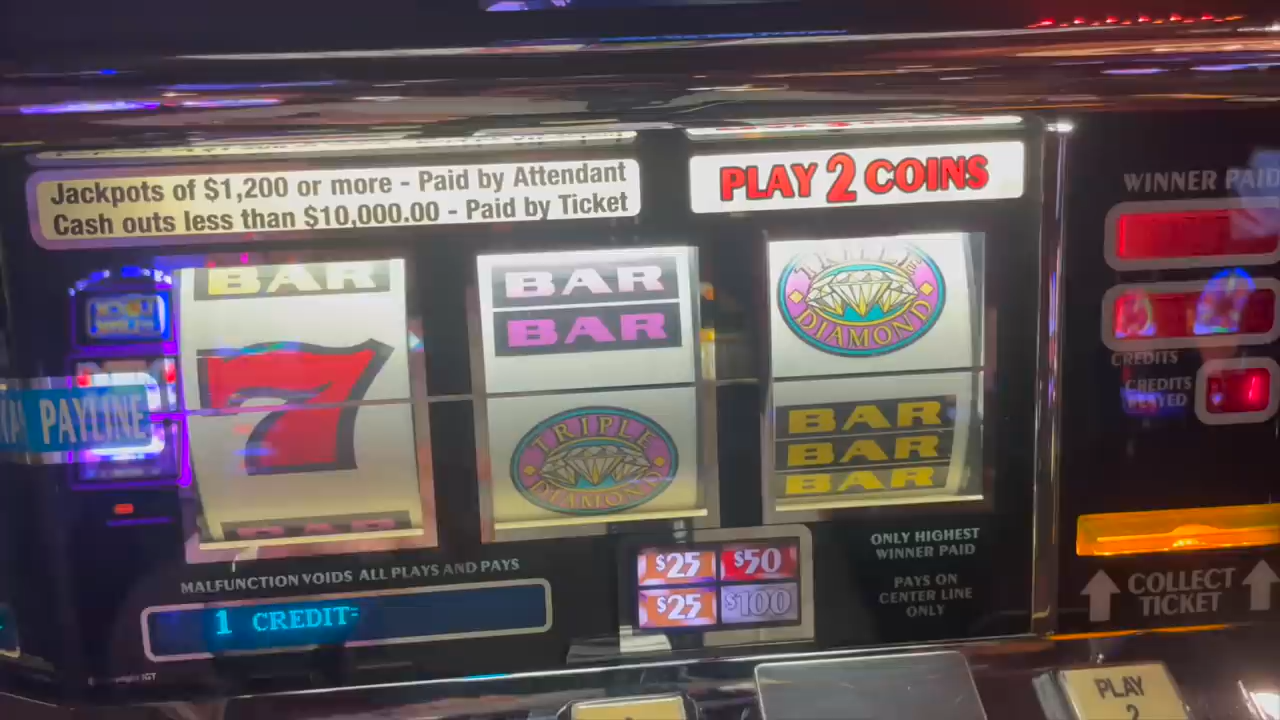 Jackpots of $1,200 or more - Paid by Attendant
Cash outs less than $10,000.00 - Paid by Ticket
PLAY 2 COINS
WINNER PAID
BAR
7
BAR
BAR
BAR
TRIPLE
DIAMOND
TRIPLE
DIAMOND
BAR
BAR
BAR
PAYLINE
CREDITS
CREDITS
PLAYED
MALFUNCTION VOIDS ALL PLAYS AND PAYS
1 CREDIT=
$25
$50
$25
$100
ONLY HIGHEST
WINNER PAID
PAYS ON
CENTER LINE
ONLY
COLLECT
TICKET
IGT
PLAY
2